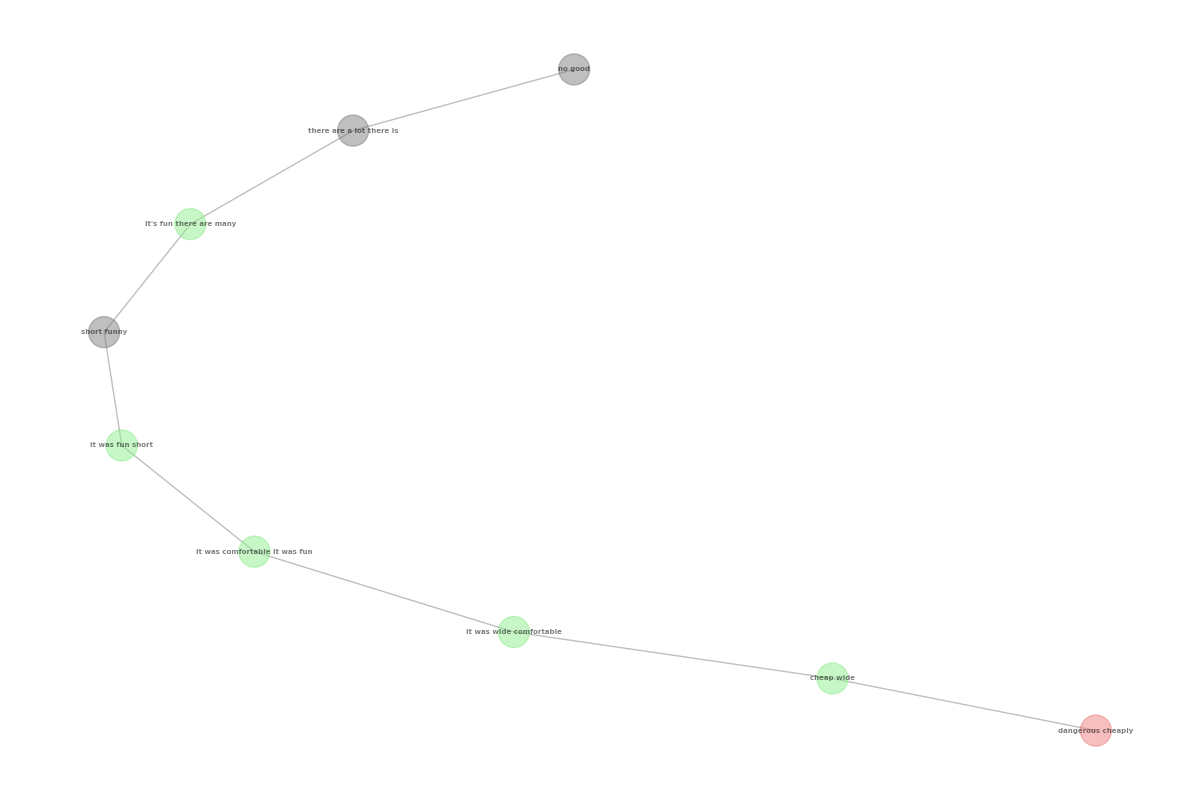 no good
there are a lot there is
It's fun there are many
short funny
It was fun short
It was comfortable It was fun
It was wide comfortable
cheap wide
dangerous cheaply